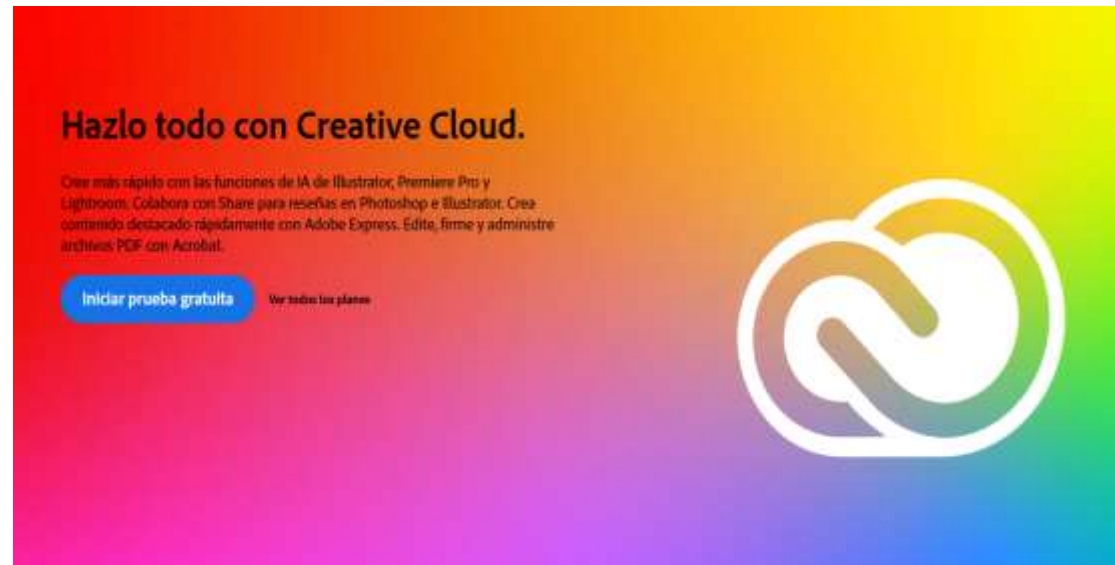 Hazlo todo con Creative Cloud.
Cree más rápido con las funciones de IA de Illustrator, Premiere Pro y
Lightroom. Colabora con Share para reseñas en Photoshop e Illustrator. Crea
contenido destacado rápidamente con Adobe Express. Edite, firme y administre
archivos PDF con Acrobat.
Iniciar prueba gratuita
Ver todos los planes